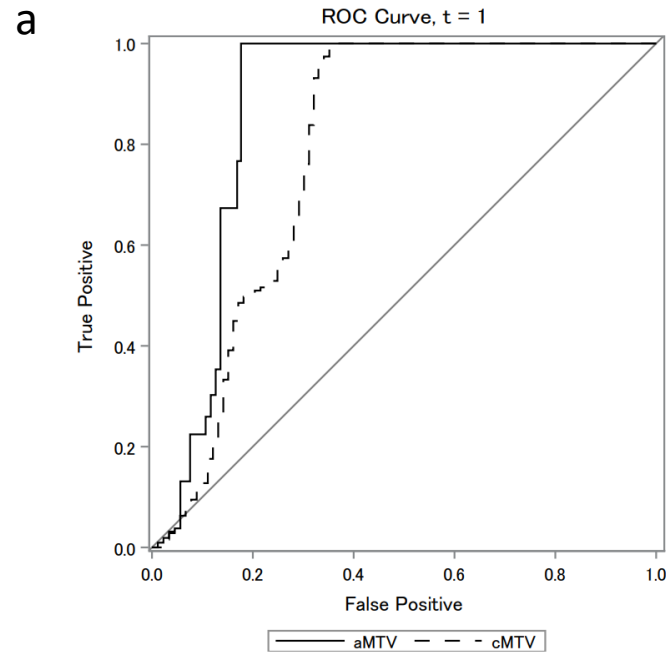 a
ROC Curve, t = 1
1.0
0.8
0.6
0.4
0.2
0.0
True Positive
0.0 0.2 0.4 0.6 0.8 1.0
False Positive
aMTV cMTV